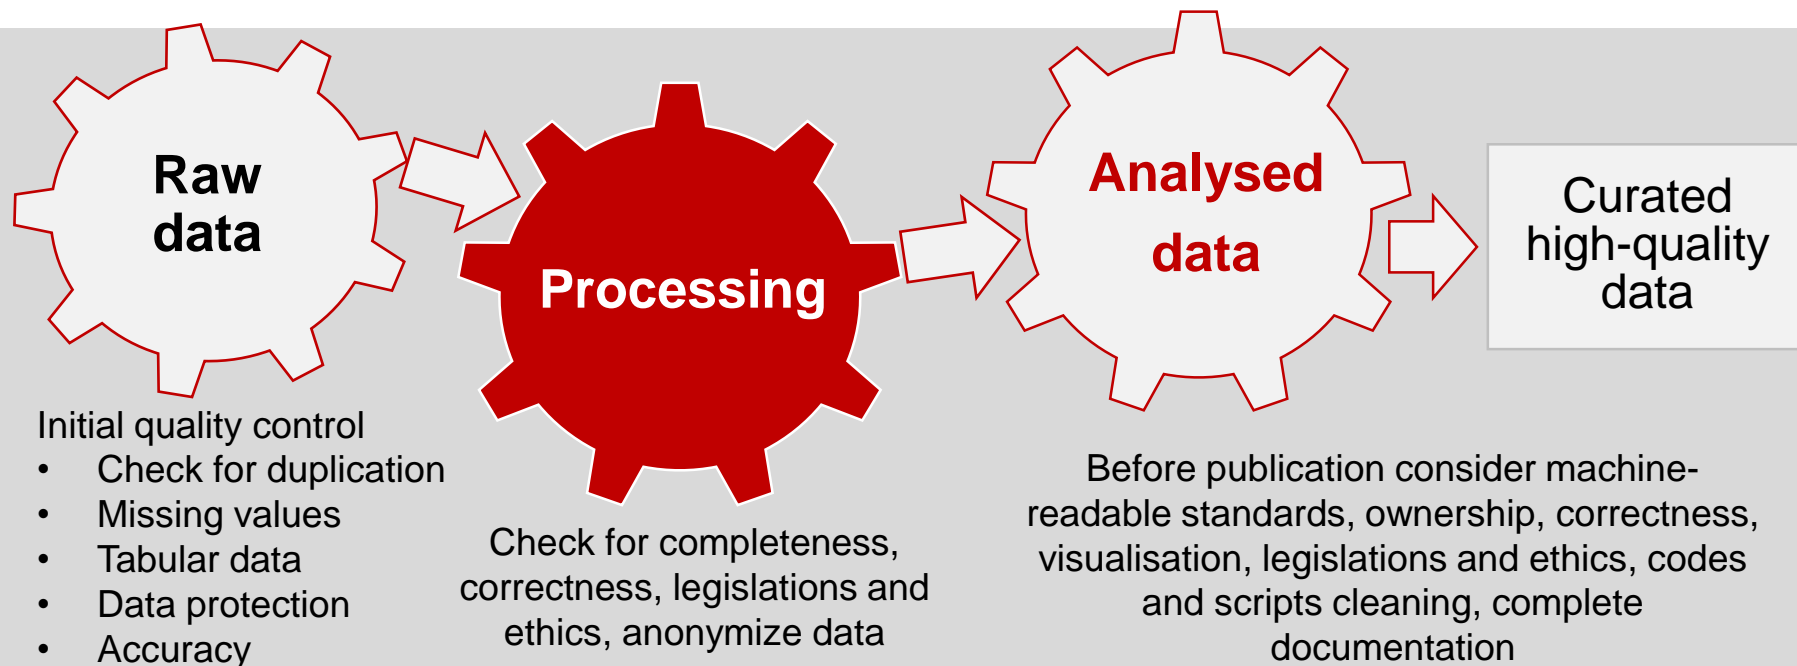 Raw
data
Processing
Analysed
data
Curated
high-quality
data
Initial quality control
• Check for duplication
• Missing values
• Tabular data
• Data protection
• Accuracy
Check for completeness,
correctness, legislations and
ethics, anonymize data
Before publication consider machine-
readable standards, ownership, correctness,
visualisation, legislations and ethics, codes
and scripts cleaning, complete
documentation